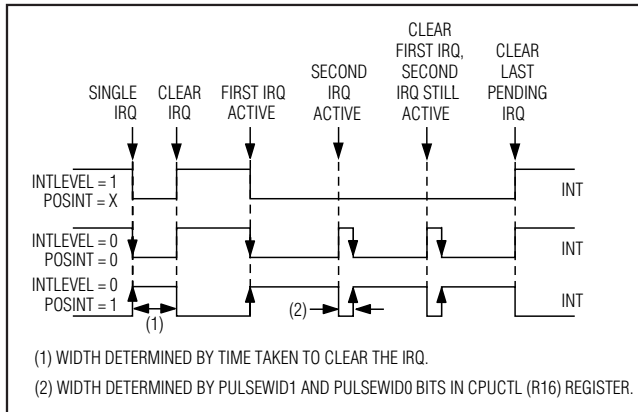 SINGLE
IRQ
CLEAR
IRQ
FIRST IRQ
ACTIVE
SECOND
IRQ
ACTIVE
CLEAR
FIRST IRQ,
SECOND
IRQ STILL
ACTIVE
CLEAR
LAST
PENDING
IRQ
INTLEVEL = 1
POSINT = X
INT
INTLEVEL = 0
POSINT = 0
INT
INTLEVEL = 0
POSINT = 1
(1)
(2)
INT
(1) WIDTH DETERMINED BY TIME TAKEN TO CLEAR THE IRQ.
(2) WIDTH DETERMINED BY PULSEWID1 AND PULSEWID0 BITS IN CPUCTL (R16) REGISTER.